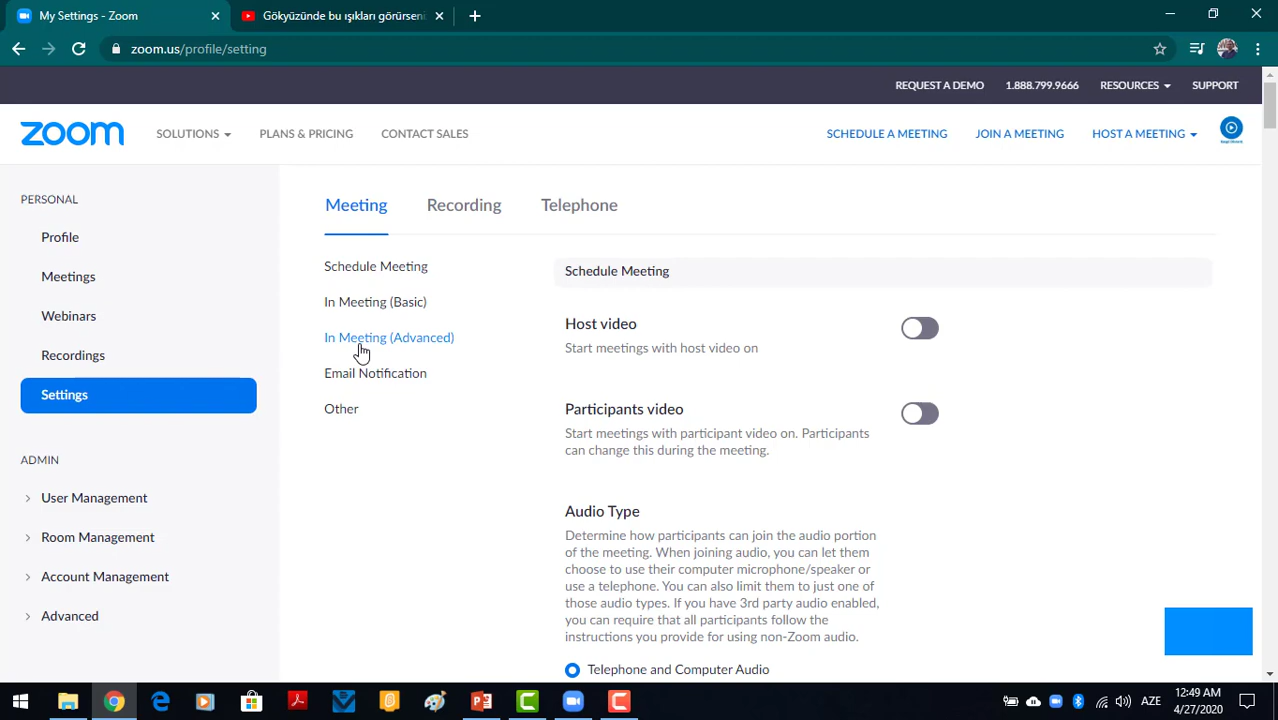 My Settings - Zoom
Gökyüzünde bu ışıkları görürseni
zoom.us/profile/setting
REQUEST A DEMO 1.888.799.9666 RESOURCES SUPPORT
zoom SOLUTIONS PLANS & PRICING CONTACT SALES SCHEDULE A MEETING JOIN A MEETING HOST A MEETING
PERSONAL
Profile
Meetings
Webinars
Recordings
Settings
ADMIN
User Management
Room Management
Account Management
Advanced
Meeting Recording Telephone
Schedule Meeting
In Meeting (Basic)
In Meeting (Advanced)
Email Notification
Other
Schedule Meeting
Host video
Start meetings with host video on
Participants video
Start meetings with participant video on. Participants
can change this during the meeting.
Audio Type
Determine how participants can join the audio portion
of the meeting. When joining audio, you can let them
choose to use their computer microphone/speaker or
use a telephone. You can also limit them to just one of
those audio types. If you have 3rd party audio enabled,
you can require that all participants follow the
instructions you provide for using non-Zoom audio.
Telephone and Computer Audio
AZE
12:49 AM
4/27/2020